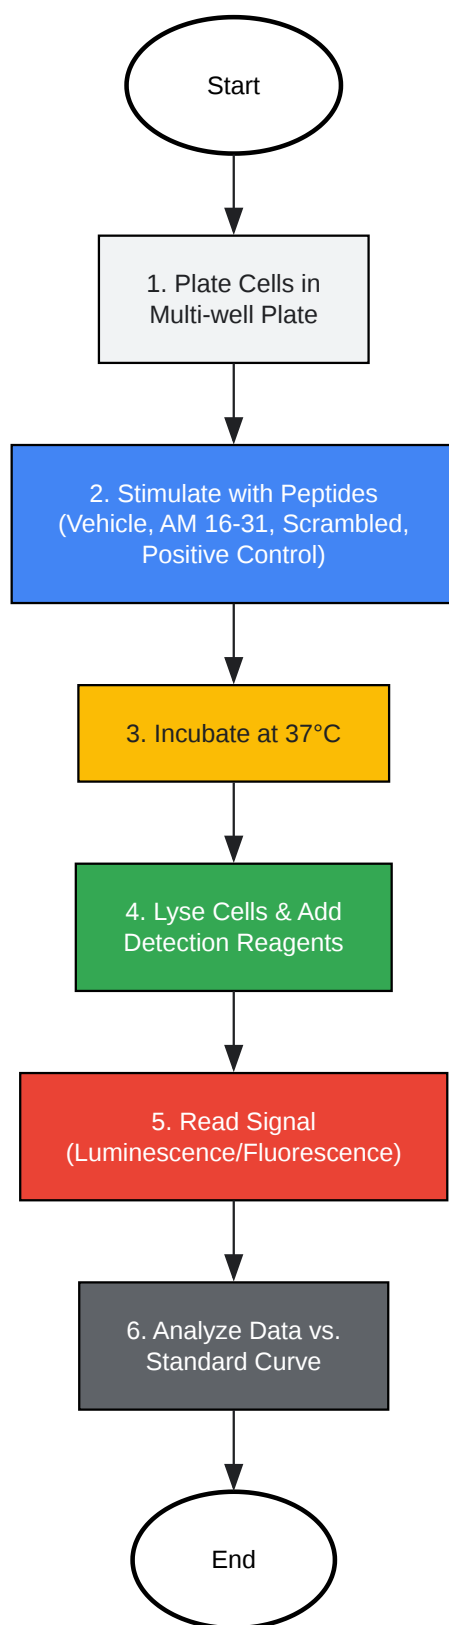 Start
1. Plate Cells in
Multi-well Plate
2. Stimulate with Peptides
(Vehicle, AM 16-31, Scrambled,
Positive Control)
3. Incubate at 37°C
4. Lyse Cells & Add
Detection Reagents
5. Read Signal
(Luminescence/Fluorescence)
6. Analyze Data vs.
Standard Curve
End